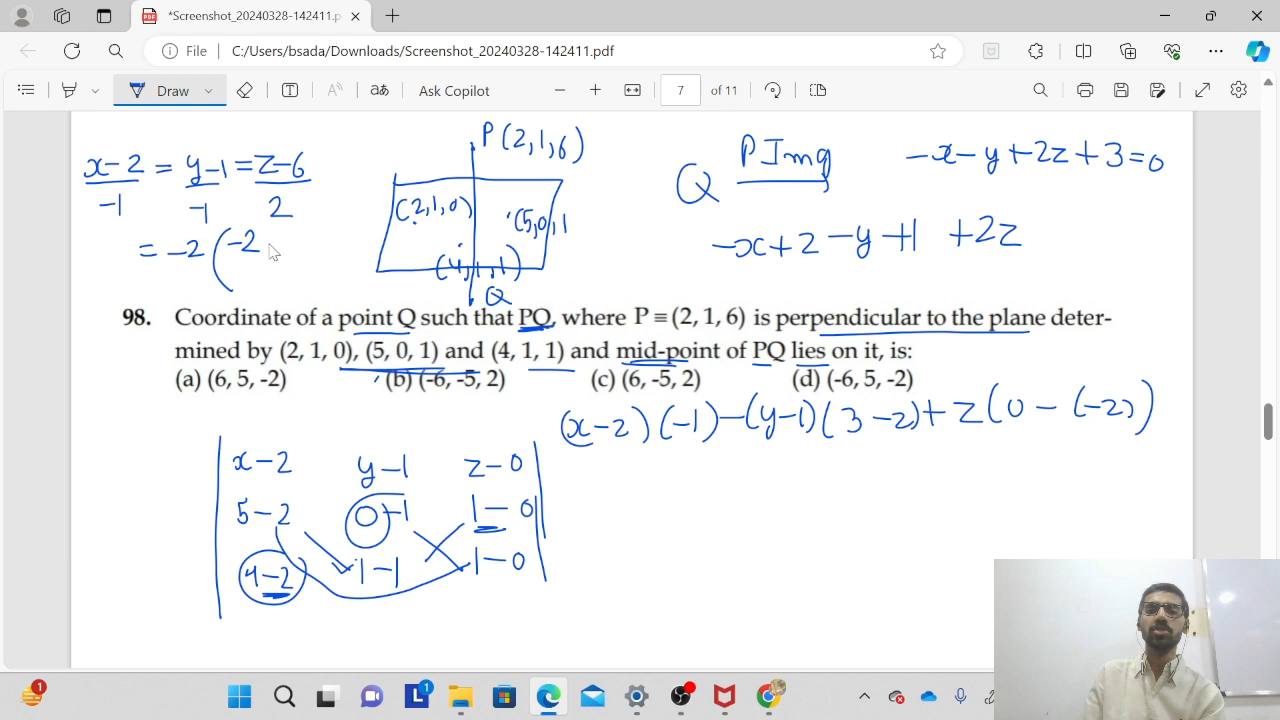 *Screenshot_20240328-142411.p
File C:/Users/bsada/Downloads/Screenshot_20240328-142411.pdf
Draw Ask Copilot 7 of 11
x-2/-1 = y-1/-1 = z-6/2
= -2(-2
P(2,1,6)
(2,1,0)
(5,0,1
(4,1,1)
Q
Q P Img -x-y+2z+3=0
-x+2-y+1 +2z
98. Coordinate of a point Q such that PQ, where P ≡ (2, 1, 6) is perpendicular to the plane deter-
mined by (2, 1, 0), (5, 0, 1) and (4, 1, 1) and mid-point of PQ lies on it, is:
(a) (6, 5, -2) (b) (-6, -5, 2) (c) (6, -5, 2) (d) (-6, 5, -2)
(x-2)(-1)-(y-1)(3-2)+z(0-(-2))
x-2 y-1 z-0
5-2 0-1 1-0
4-2 1-1 1-0
1
1